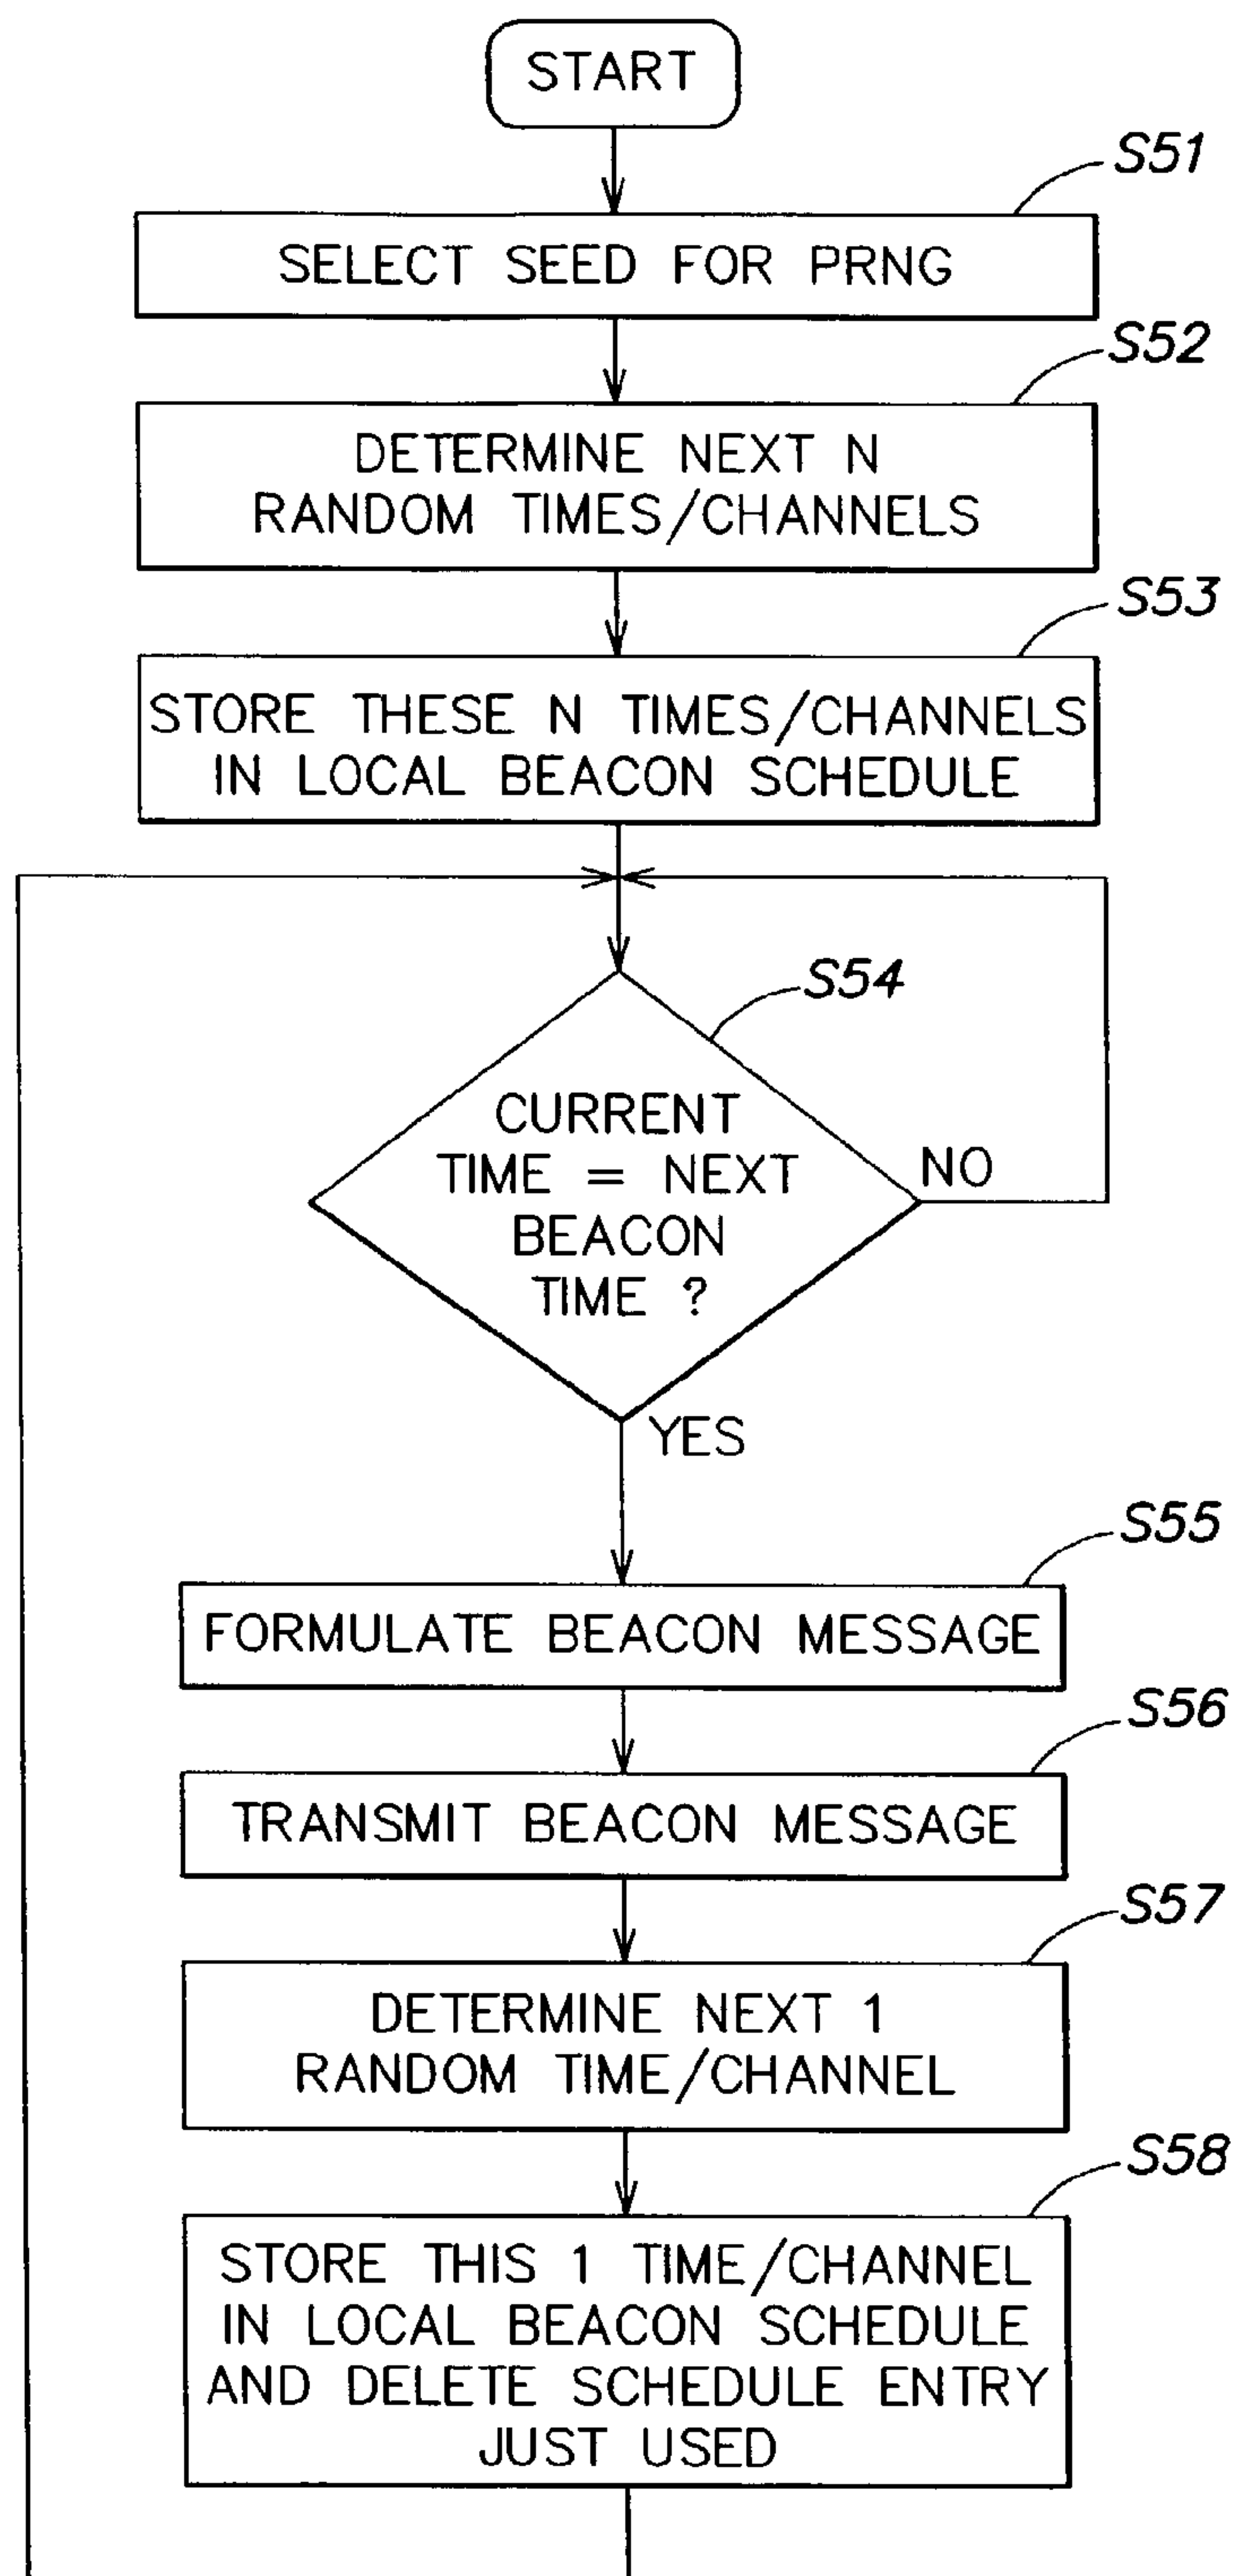 START
S51
SELECT SEED FOR PRNG
S52
DETERMINE NEXT N
RANDOM TIMES/CHANNELS
S53
STORE THESE N TIMES/CHANNELS
IN LOCAL BEACON SCHEDULE
S54
CURRENT
TIME = NEXT
BEACON
TIME ?
NO
YES
S55
FORMULATE BEACON MESSAGE
S56
TRANSMIT BEACON MESSAGE
S57
DETERMINE NEXT 1
RANDOM TIME/CHANNEL
S58
STORE THIS 1 TIME/CHANNEL
IN LOCAL BEACON SCHEDULE
AND DELETE SCHEDULE ENTRY
JUST USED